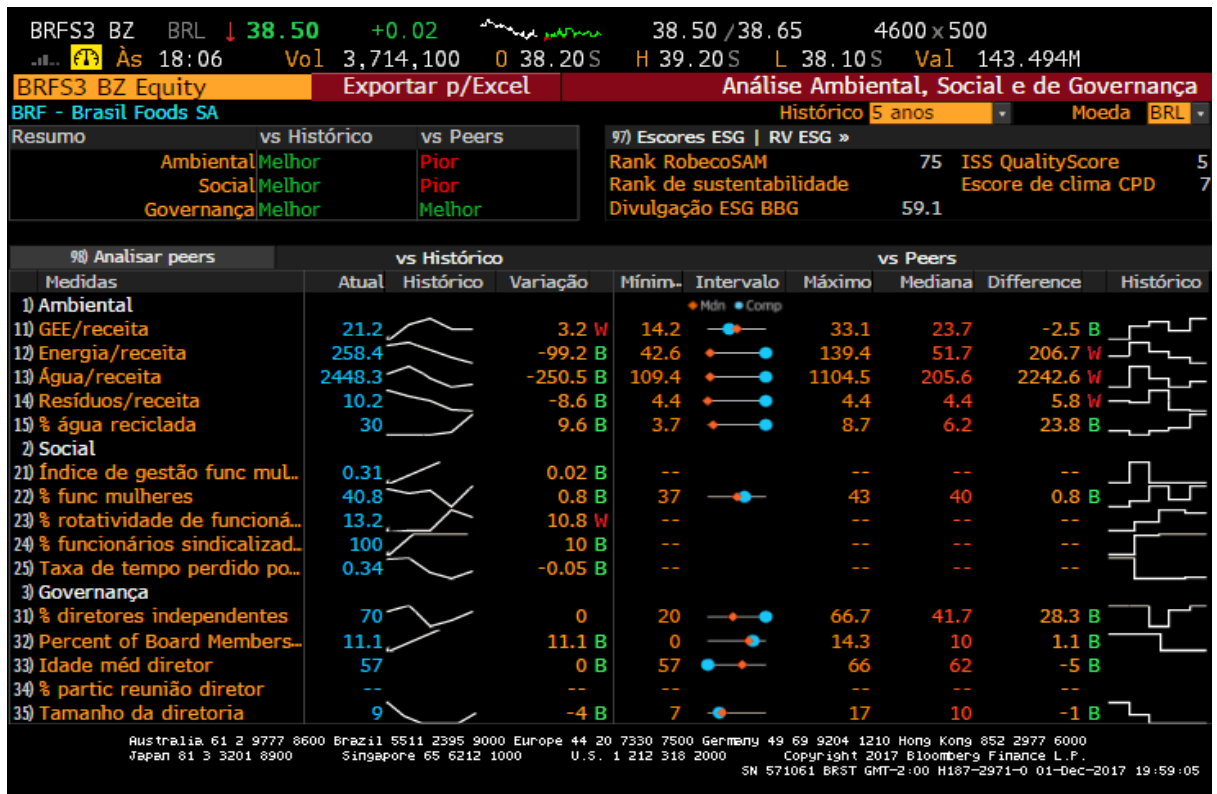 BRFS3 BZ BRL ↓ 38.50 +0.02 38.50 / 38.65 4600 x 500
Às 18:06 Vol 3,714,100 O 38.20 S H 39.20 S L 38.10 S Val 143.494M
BRFS3 BZ Equity Exportar p/Excel Análise Ambiental, Social e de Governança
BRF - Brasil Foods SA Histórico 5 anos Moeda BRL
Resumo vs Histórico vs Peers 97) Escores ESG | RV ESG »
Ambiental Melhor Pior Rank RobecoSAM 75 ISS QualityScore 5
Social Melhor Pior Rank de sustentabilidade Escore de clima CPD 7
Governança Melhor Melhor Divulgação ESG BBG 59.1
98) Analisar peers vs Histórico vs Peers
Medidas Atual Histórico Variação Mínim.. Intervalo Máximo Mediana Difference Histórico
1) Ambiental Mdn Comp
11) GEE/receita 21.2 3.2 W 14.2 33.1 23.7 -2.5 B
12) Energia/receita 258.4 -99.2 B 42.6 139.4 51.7 206.7 W
13) Água/receita 2448.3 -250.5 B 109.4 1104.5 205.6 2242.6 W
14) Resíduos/receita 10.2 -8.6 B 4.4 4.4 4.4 5.8 W
15) % água reciclada 30 9.6 B 3.7 8.7 6.2 23.8 B
2) Social
21) Índice de gestão func mul... 0.31 0.02 B -- -- -- --
22) % func mulheres 40.8 0.8 B 37 43 40 0.8 B
23) % rotatividade de funcioná... 13.2 10.8 W -- -- -- --
24) % funcionários sindicalizad... 100 10 B -- -- -- --
25) Taxa de tempo perdido po... 0.34 -0.05 B -- -- -- --
3) Governança
31) % diretores independentes 70 0 20 66.7 41.7 28.3 B
32) Percent of Board Members... 11.1 11.1 B 0 14.3 10 1.1 B
33) Idade méd diretor 57 0 B 57 66 62 -5 B
34) % partic reunião diretor -- -- -- -- -- --
35) Tamanho da diretoria 9 -4 B 7 17 10 -1 B
Australia 61 2 9777 8600 Brazil 5511 2395 9000 Europe 44 20 7330 7500 Germany 49 69 9204 1210 Hong Kong 852 2977 6000
Japan 81 3 3201 8900 Singapore 65 6212 1000 U.S. 1 212 318 2000 Copyright 2017 Bloomberg Finance L.P.
SN 571061 BRST GMT-2:00 H187-2971-0 01-Dec-2017 19:59:05